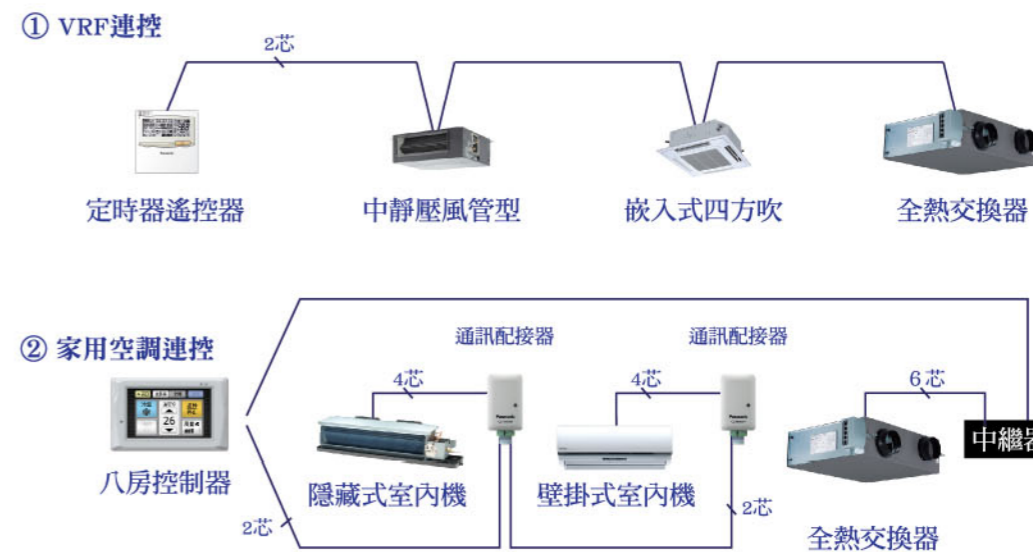 ① VRF連控
2芯
定時器遙控器
中靜壓風管型
嵌入式四方吹
全熱交換器
② 家用空調連控
通訊配接器
通訊配接器
4芯
4芯
6芯
Panasonic
Panasonic
26
中繼器
八房控制器
隱藏式室內機
壁掛式室內機
2芯
2芯
全熱交換器